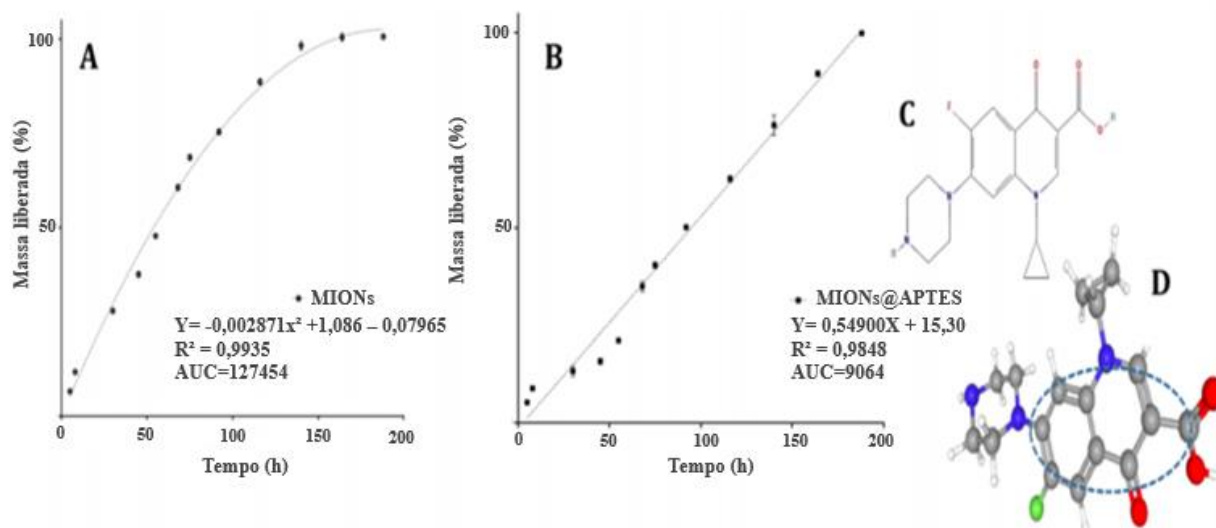 A
Massa liberada (%)
100
50
0
0 50 100 150 200
Tempo (h)
MIONs
Y= -0,002871x² +1,086 – 0,07965
R² = 0,9935
AUC=127454
B
Massa liberada (%)
100
50
0 50 100 150 200
Tempo (h)
MIONs@APTES
Y= 0,54900X + 15,30
R² = 0,9848
AUC=9064
C
D